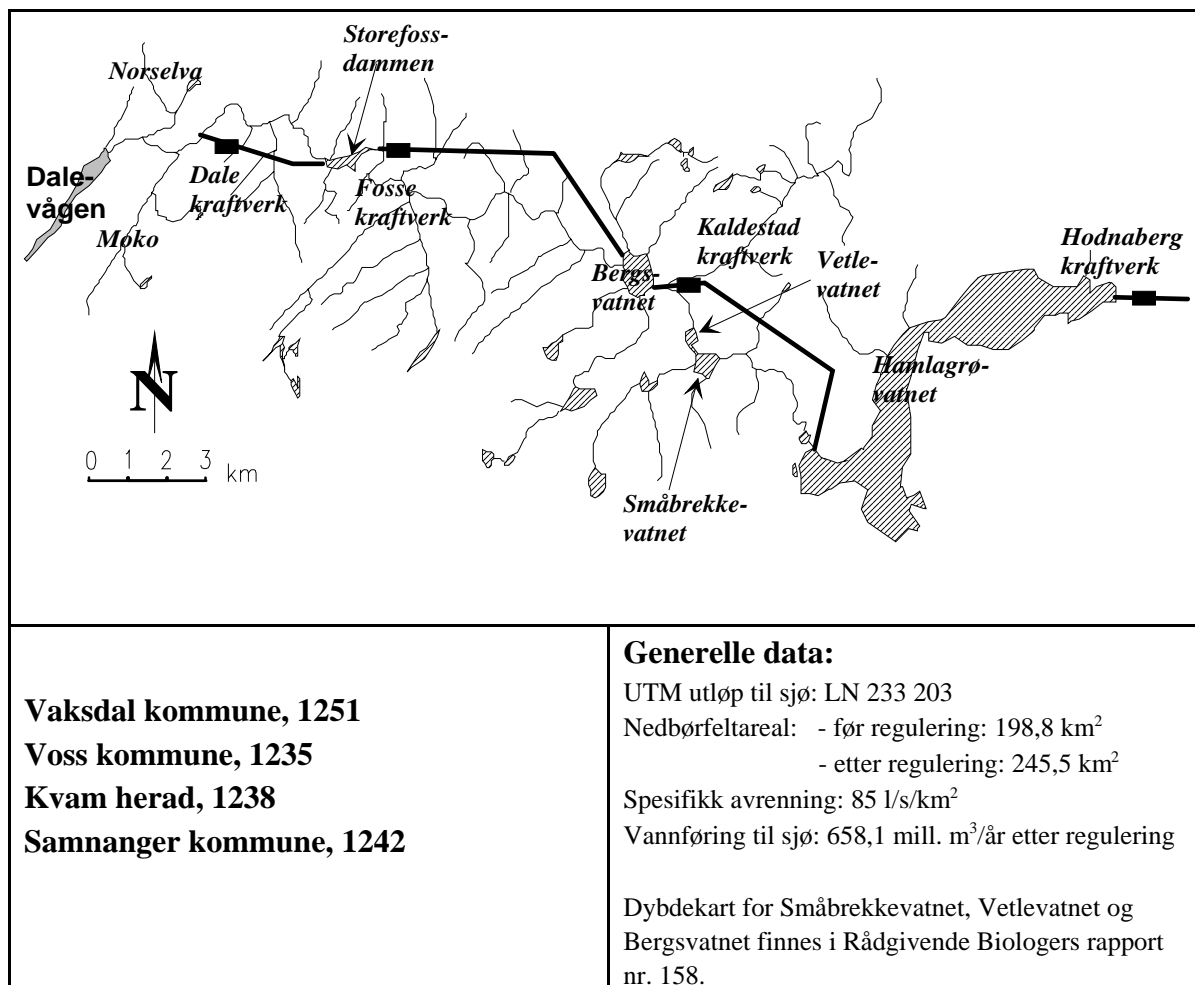 Storefoss-
dammen
Norselva
Dale-
vågen
Dale
kraftverk
Fosse
kraftverk
Moko
Kaldestad
kraftverk
Vetle-
vatnet
Hodnaberg
kraftverk
Bergs-
vatnet
Hamlagrø-
vatnet
N
0 1 2 3
km
Småbrekke-
vatnet
Vaksdal kommune, 1251
Voss kommune, 1235
Kvam herad, 1238
Samnanger kommune, 1242
Generelle data:
UTM utløp til sjø: LN 233 203
Nedbørfeltareal: - før regulering: 198,8 km²
- etter regulering: 245,5 km²
Spesifikk avrenning: 85 l/s/km²
Vannføring til sjø: 658,1 mill. m³/år etter regulering
Dybdekart for Småbrekkevatnet, Vetlevatnet og
Bergsvatnet finnes i Rådgivende Biologers rapport
nr. 158.